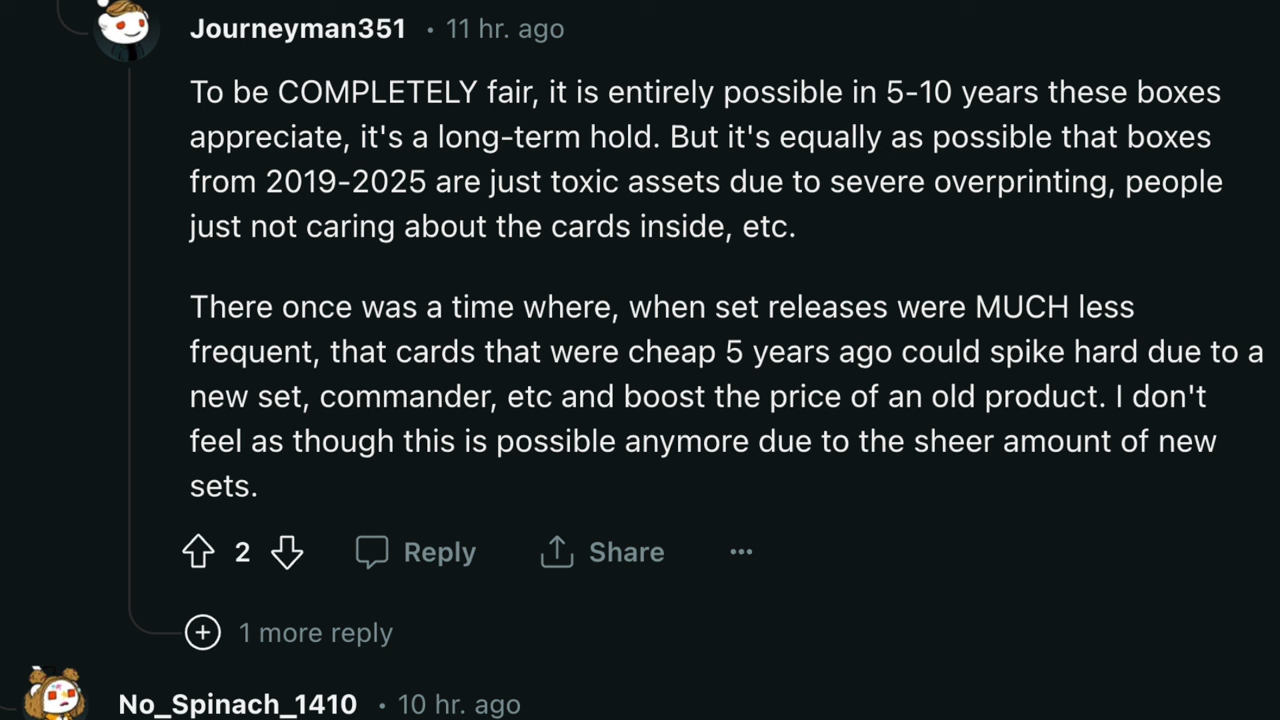 Journeyman351 • 11 hr. ago
To be COMPLETELY fair, it is entirely possible in 5-10 years these boxes
appreciate, it's a long-term hold. But it's equally as possible that boxes
from 2019-2025 are just toxic assets due to severe overprinting, people
just not caring about the cards inside, etc.
There once was a time where, when set releases were MUCH less
frequent, that cards that were cheap 5 years ago could spike hard due to a
new set, commander, etc and boost the price of an old product. I don't
feel as though this is possible anymore due to the sheer amount of new
sets.
2 Reply Share ...
1 more reply
No_Spinach_1410 • 10 hr. ago